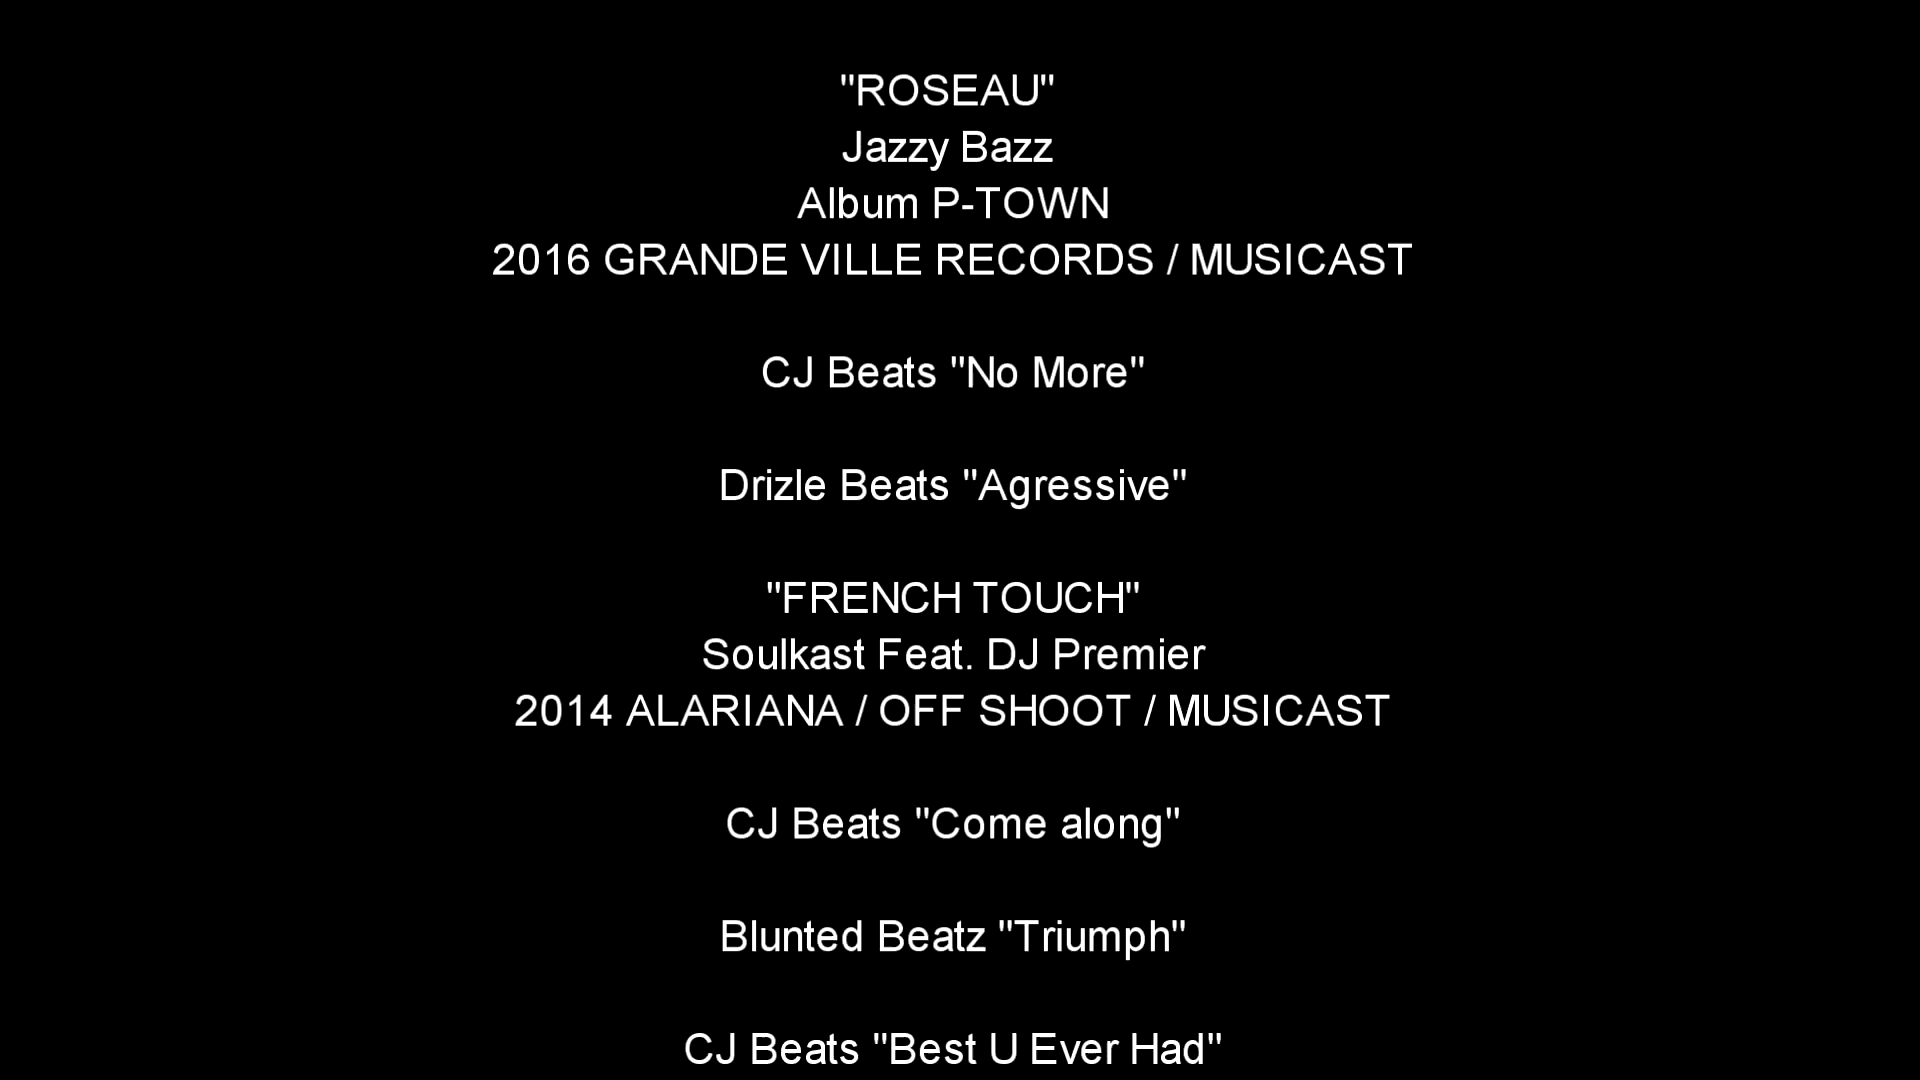 "ROSEAU"
Jazzy Bazz
Album P-TOWN
2016 GRANDE VILLE RECORDS / MUSICAST
CJ Beats "No More"
Drizle Beats "Agressive"
"FRENCH TOUCH"
Soulkast Feat. DJ Premier
2014 ALARIANA / OFF SHOOT / MUSICAST
CJ Beats "Come along"
Blunted Beatz "Triumph"
CJ Beats "Best U Ever Had"